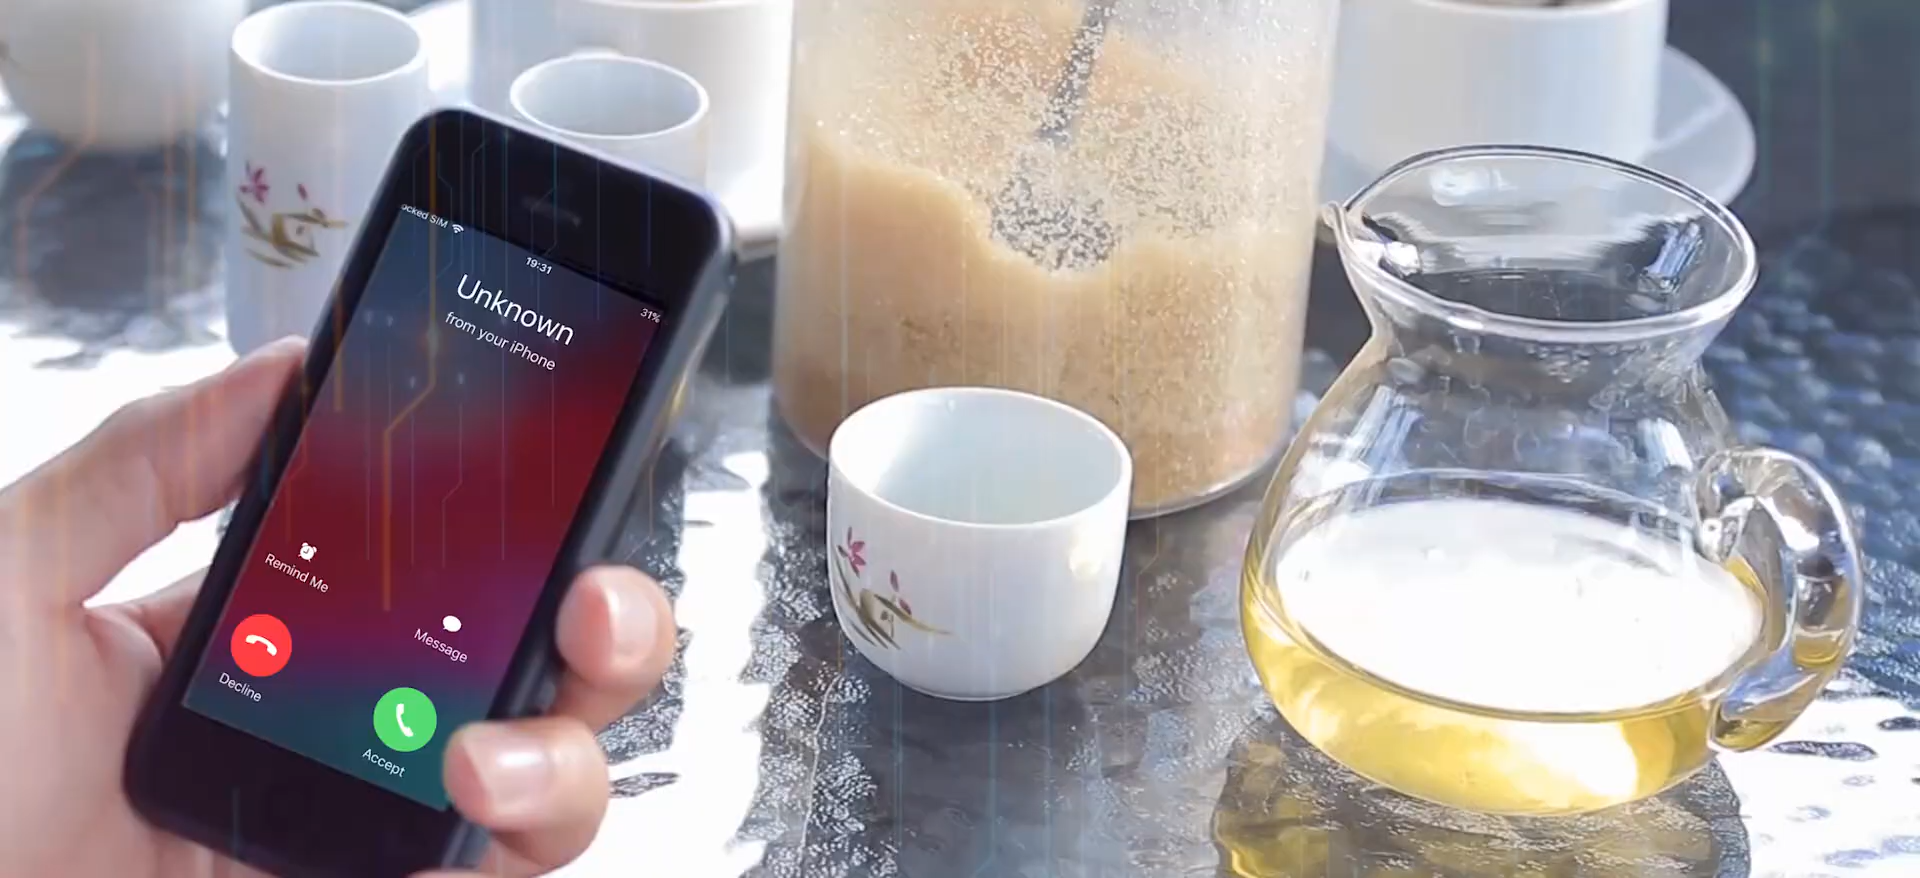 ocked SIM
19:31
31%
Unknown
from your iPhone
Remind Me
Message
Decline
Accept